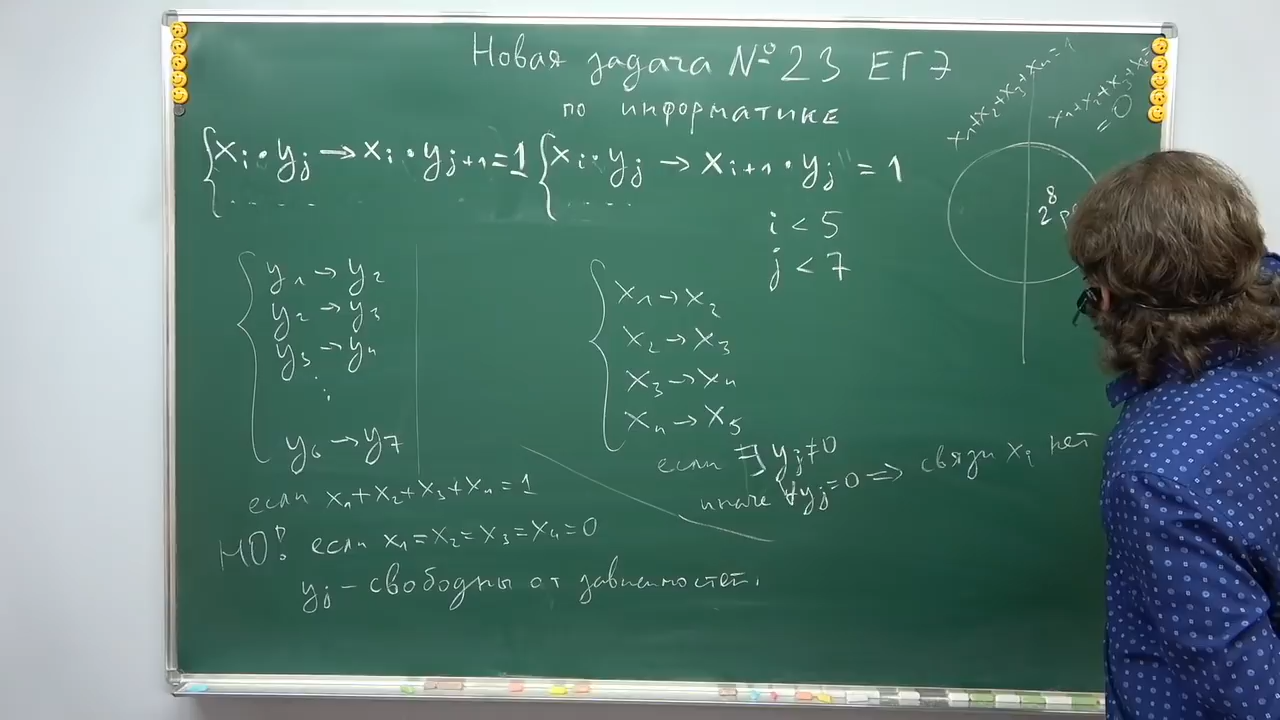 Новая задача №23 ЕГЭ
по информатике
xi·yj → xi·yj+1=1
xi·yj → xi+1·yj = 1
i < 5
j < 7
y1 → y2
y2 → y3
y3 → y4
⋮
y6 → y7
x1 → x2
x2 → x3
x3 → x4
x4 → x5
если ∃ yj≠0
иначе ∀yj=0 ⇒ связи xi нет
если x1+x2+x3+x4=1
НО! если x1=x2=x3=x4=0
yj – свободны от зависимостей.
x1+x2+x3+x4=1
x1+x2+x3+x4
= 0
2^8